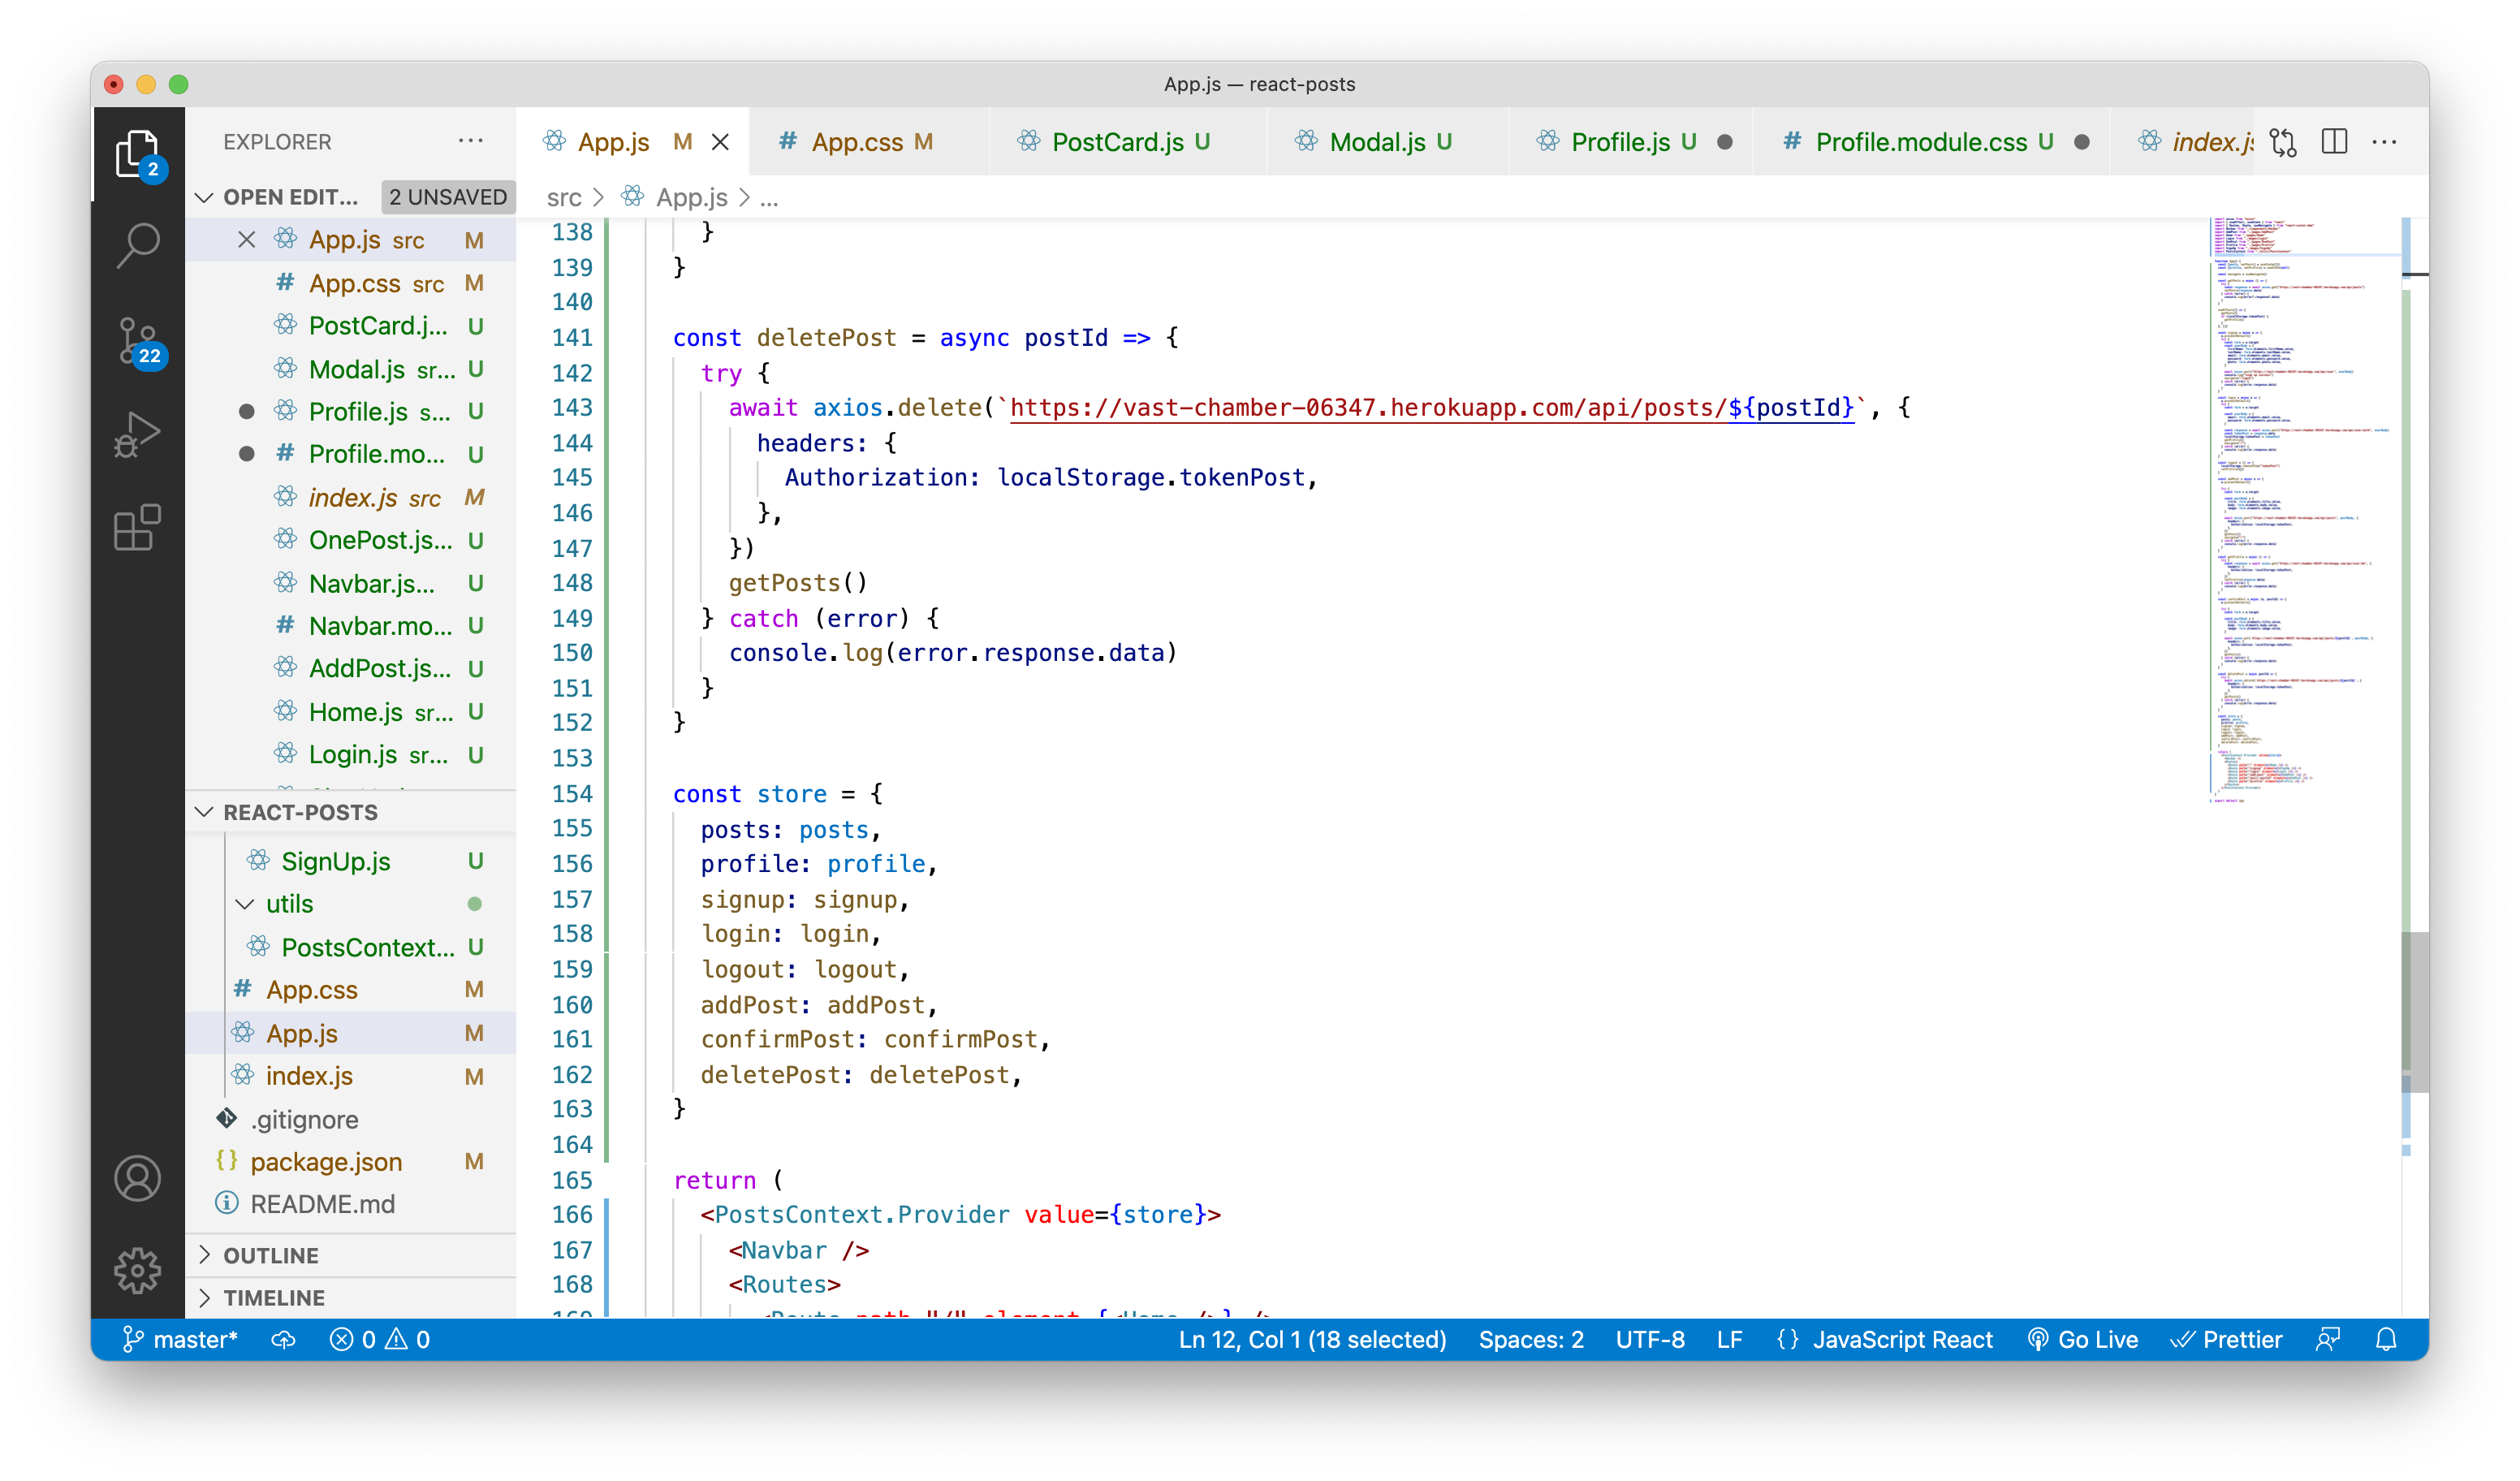 App.js — react-posts
EXPLORER
App.js M
App.css M
PostCard.js U
Modal.js U
Profile.js U
Profile.module.css U
index.js
2
22
OPEN EDIT... 2 UNSAVED
App.js src M
App.css src M
PostCard.j... U
Modal.js sr... U
Profile.js s... U
Profile.mo... U
index.js src M
OnePost.js... U
Navbar.js... U
Navbar.mo... U
AddPost.js... U
Home.js sr... U
Login.js sr... U
REACT-POSTS
SignUp.js U
utils
PostsContext... U
App.css M
App.js M
index.js M
.gitignore
package.json M
README.md
OUTLINE
TIMELINE
src > App.js > ...
138 }
139 }
140
141 const deletePost = async postId => {
142 try {
143 await axios.delete(`https://vast-chamber-06347.herokuapp.com/api/posts/${postId}`, {
144 headers: {
145 Authorization: localStorage.tokenPost,
146 },
147 })
148 getPosts()
149 } catch (error) {
150 console.log(error.response.data)
151 }
152 }
153
154 const store = {
155 posts: posts,
156 profile: profile,
157 signup: signup,
158 login: login,
159 logout: logout,
160 addPost: addPost,
161 confirmPost: confirmPost,
162 deletePost: deletePost,
163 }
164
165 return (
166 <PostsContext.Provider value={store}>
167 <Navbar />
168 <Routes>
169 <Route path="/" element={<Home />} />
master* 0 0
Ln 12, Col 1 (18 selected) Spaces: 2 UTF-8 LF {} JavaScript React Go Live Prettier